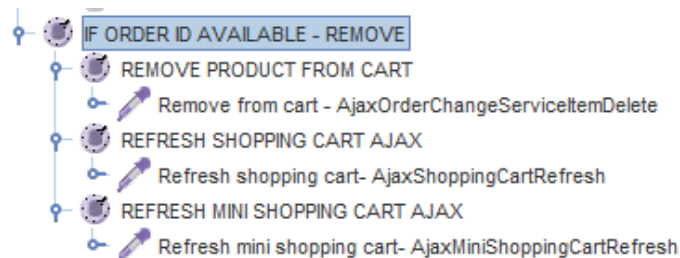 IF ORDER ID AVAILABLE - REMOVE
REMOVE PRODUCT FROM CART
Remove from cart - AjaxOrderChangeServiceItemDelete
REFRESH SHOPPING CART AJAX
Refresh shopping cart- AjaxShoppingCartRefresh
REFRESH MINI SHOPPING CART AJAX
Refresh mini shopping cart- AjaxMiniShoppingCartRefresh